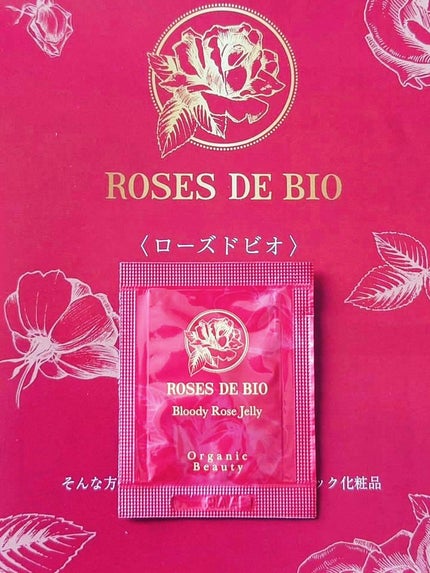 ROSES DE BIO
〈ローズドビオ〉
ROSES DE BIO
Bloody Rose Jelly
Organic
Beauty
そんな方 ック化粧品